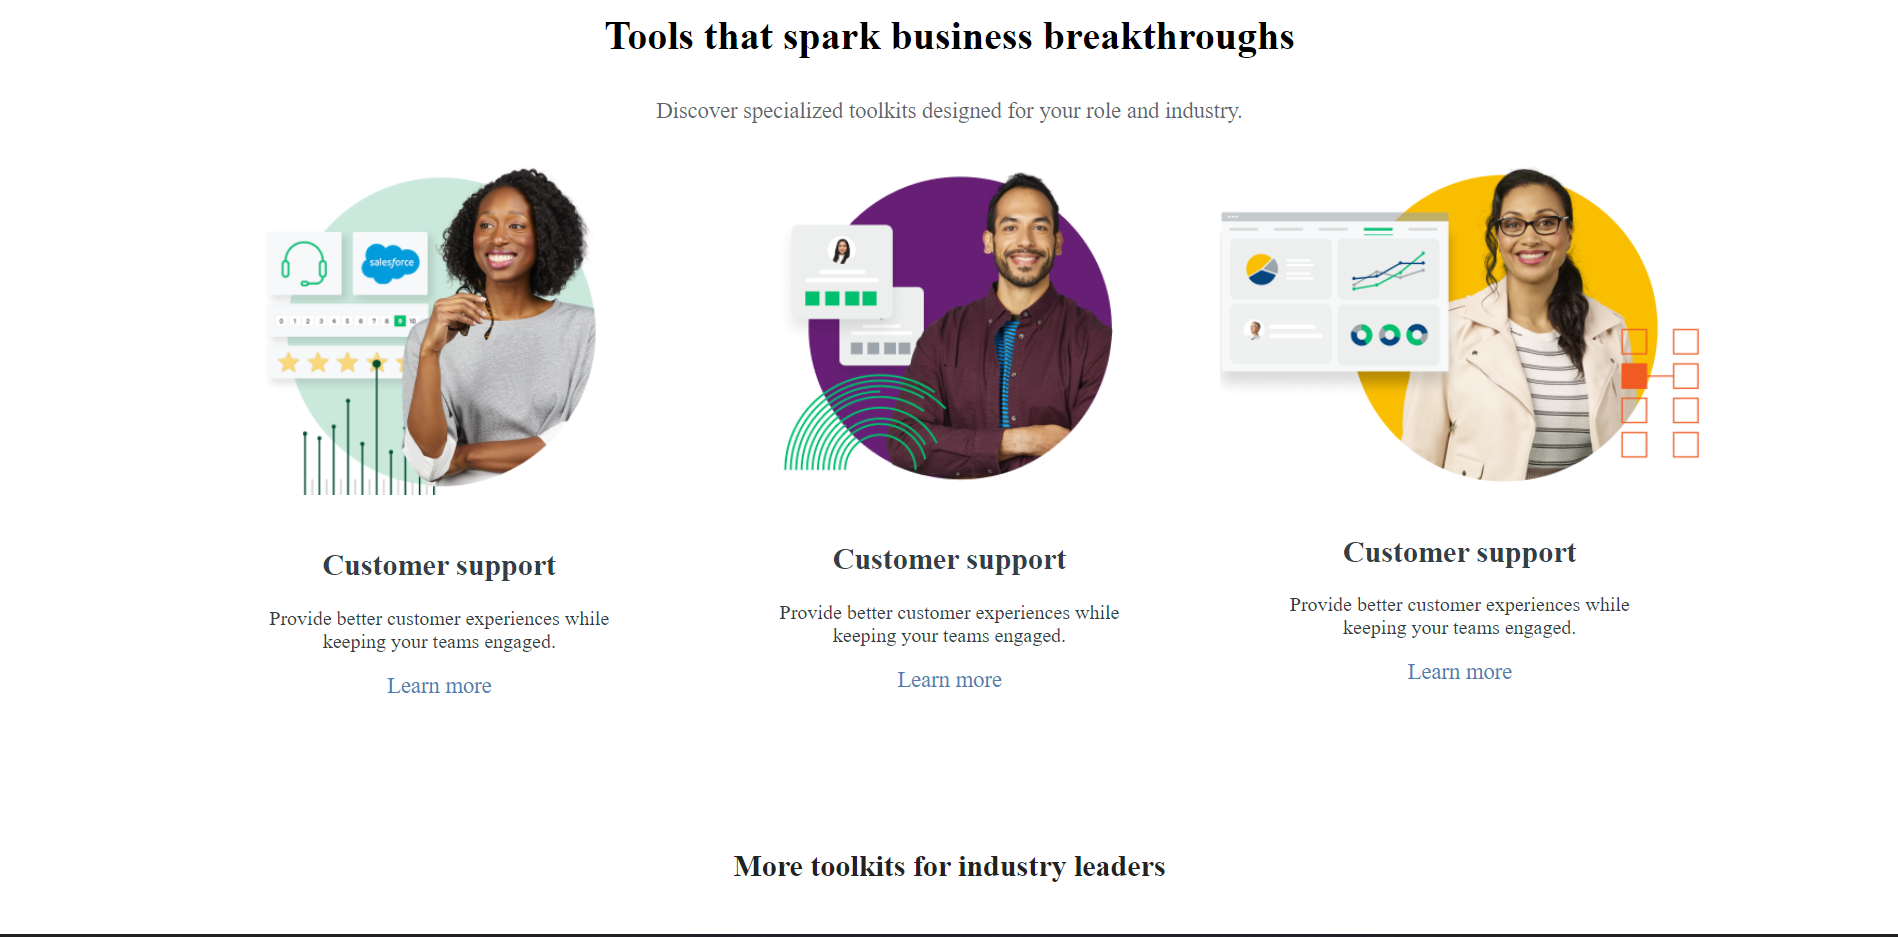 Tools that spark business breakthroughs
Discover specialized toolkits designed for your role and industry.
salesforce
0 1 2 3 4 5 6 7 8 9 10
Customer support
Provide better customer experiences while
keeping your teams engaged.
Learn more
Customer support
Provide better customer experiences while
keeping your teams engaged.
Learn more
Customer support
Provide better customer experiences while
keeping your teams engaged.
Learn more
More toolkits for industry leaders